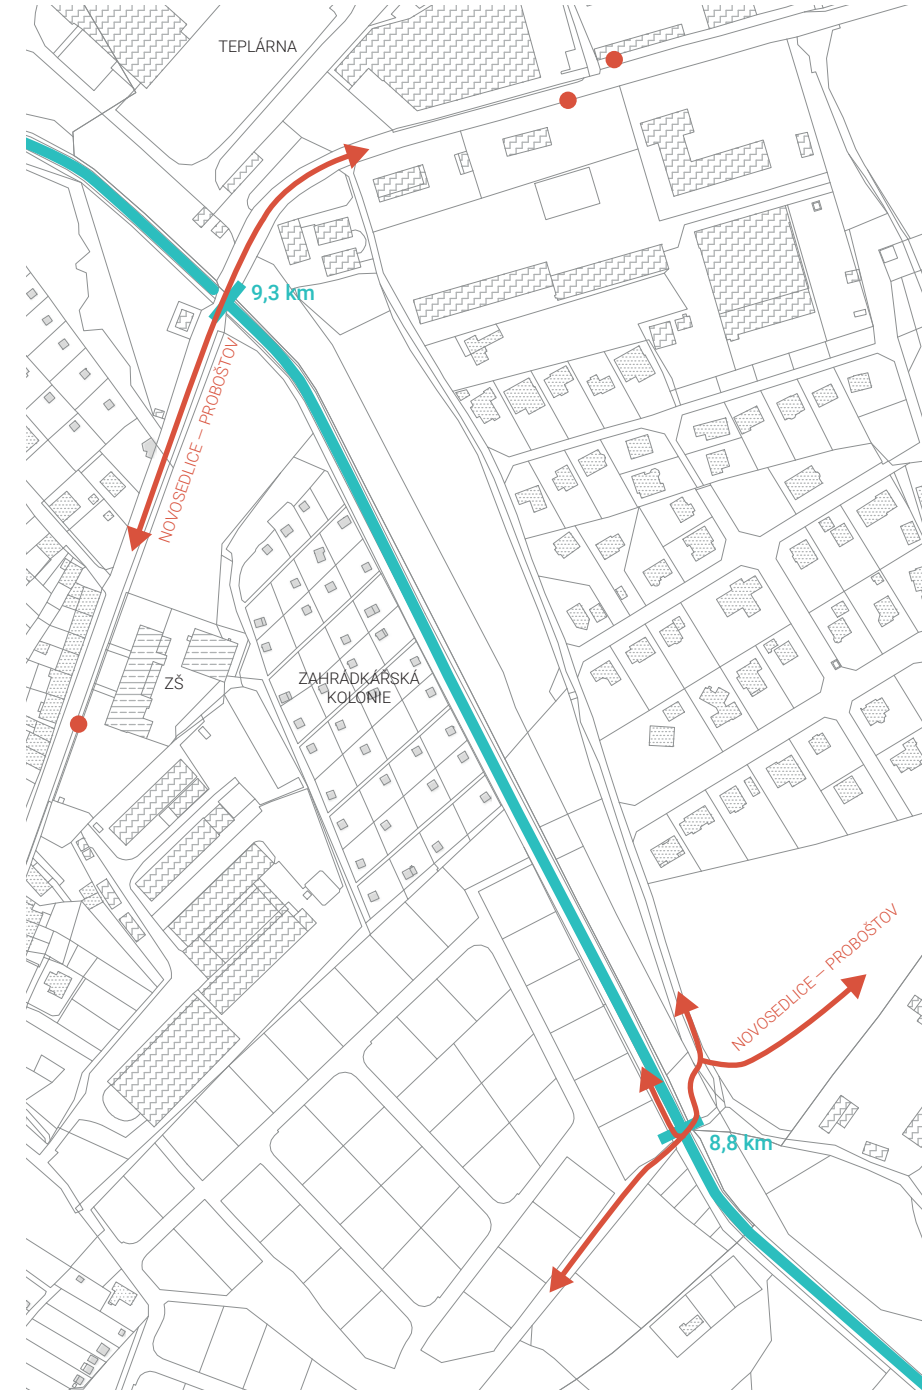 TEPLÁRNA
9,3 km
NOVOSEDLICE – PROBOŠTOV
ZAHRÁDKÁŘSKÁ
KOLONIE
ZŠ
NOVOSEDLICE – PROBOŠTOV
8,8 km